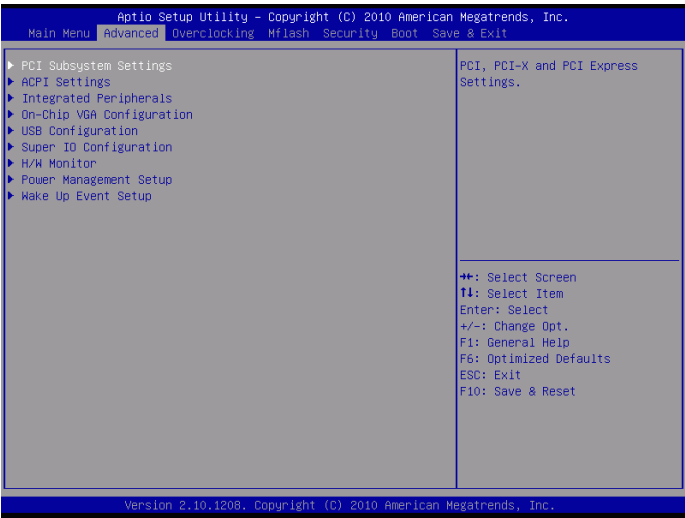 Aptio Setup Utility – Copyright (C) 2010 American Megatrends, Inc.
Main Menu Advanced Overclocking Mflash Security Boot Save & Exit
PCI Subsystem Settings
ACPI Settings
Integrated Peripherals
On-Chip VGA Configuration
USB Configuration
Super IO Configuration
H/W Monitor
Power Management Setup
Wake Up Event Setup
PCI, PCI-X and PCI Express
Settings.
→←: Select Screen
↑↓: Select Item
Enter: Select
+/-: Change Opt.
F1: General Help
F6: Optimized Defaults
ESC: Exit
F10: Save & Reset
Version 2.10.1208. Copyright (C) 2010 American Megatrends, Inc.